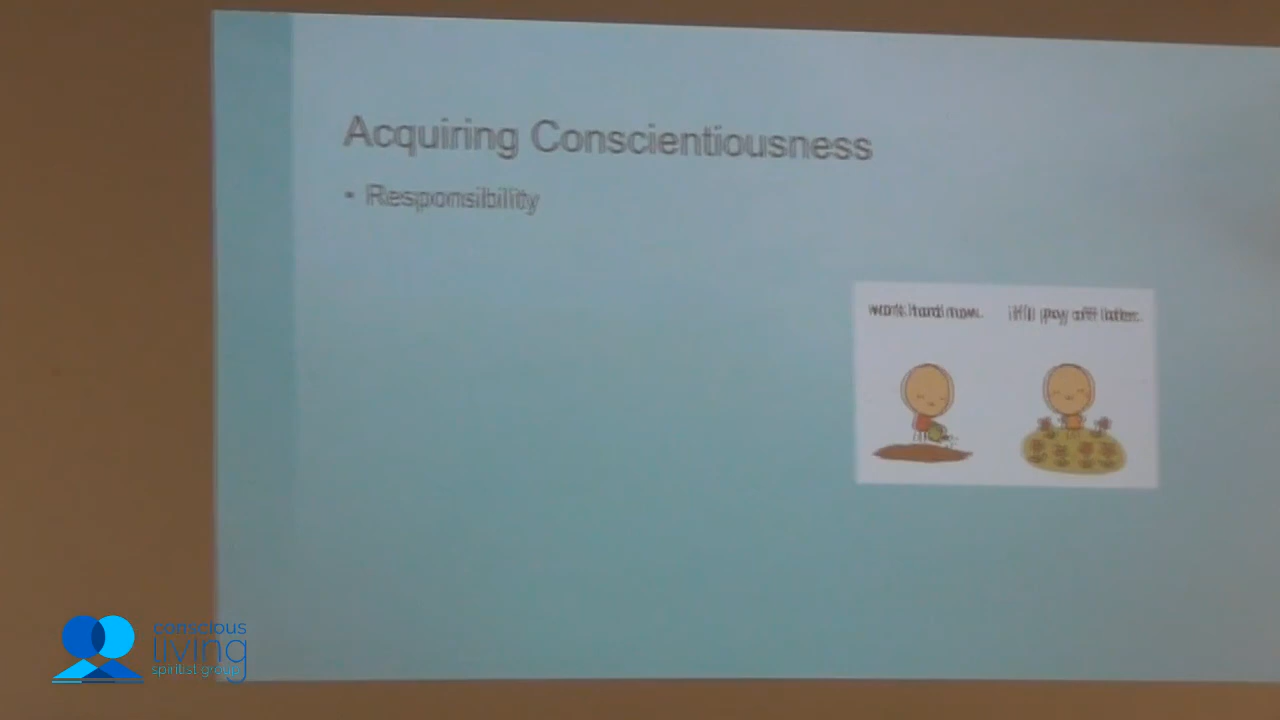 Acquiring Conscientiousness
• Responsibility
work hard now.
it'll pay off later.
conscious
living
spiritist group